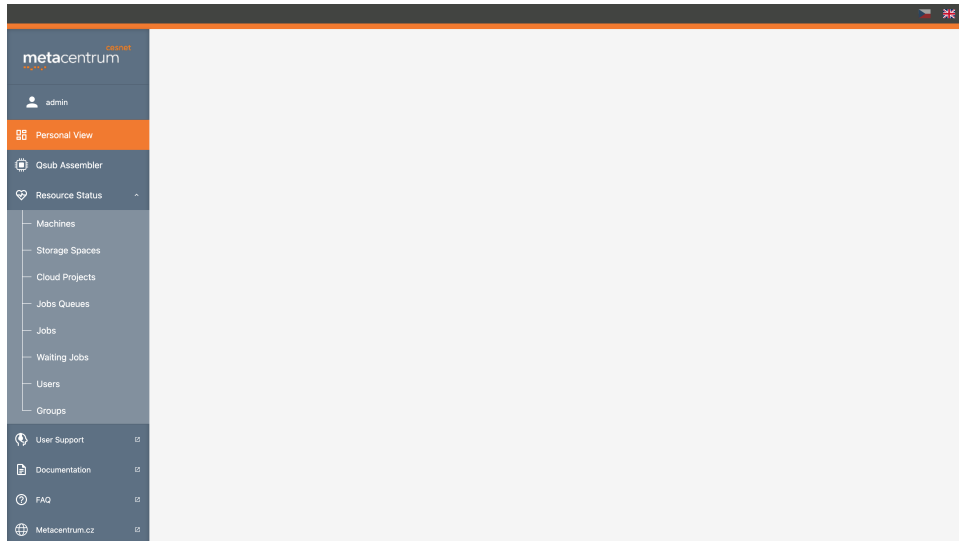 cesnet
metacentrum
admin
Personal View
Qsub Assembler
Resource Status
Machines
Storage Spaces
Cloud Projects
Jobs Queues
Jobs
Waiting Jobs
Users
Groups
User Support
Documentation
FAQ
Metacentrum.cz